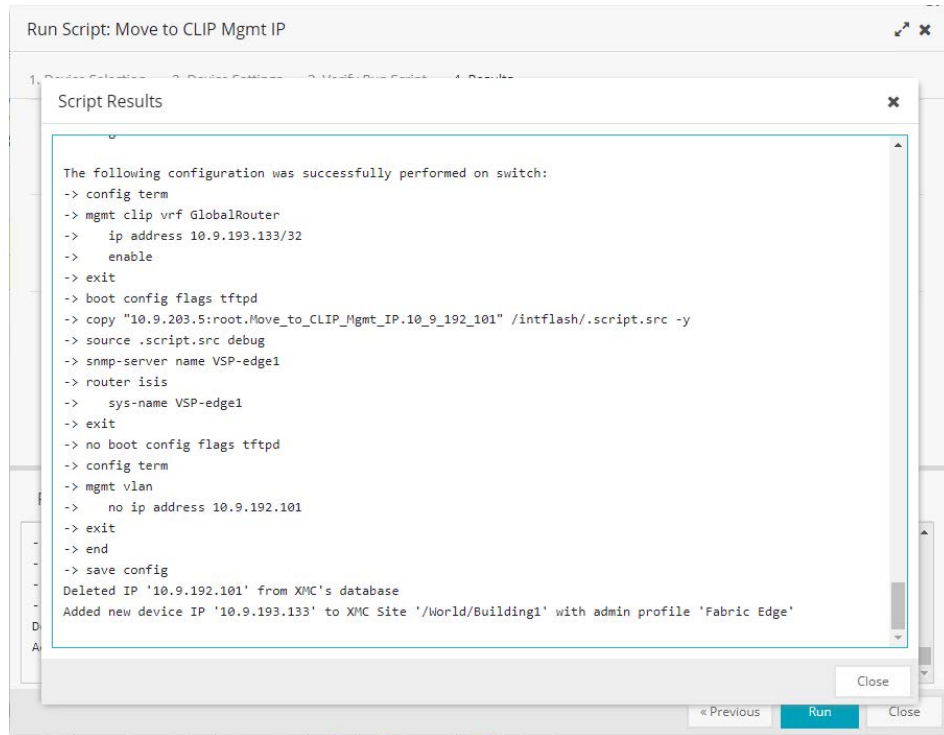 Run Script: Move to CLIP Mgmt IP
Script Results
The following configuration was successfully performed on switch:
-> config term
-> mgmt clip vrf GlobalRouter
->    ip address 10.9.193.133/32
->    enable
-> exit
-> boot config flags tftpd
-> copy "10.9.203.5:root.Move_to_CLIP_Mgmt_IP.10_9_192_101" /intflash/.script.src -y
-> source .script.src debug
-> snmp-server name VSP-edge1
-> router isis
->    sys-name VSP-edge1
-> exit
-> no boot config flags tftpd
-> config term
-> mgmt vlan
->    no ip address 10.9.192.101
-> exit
-> end
-> save config
Deleted IP '10.9.192.101' from XMC's database
Added new device IP '10.9.193.133' to XMC Site '/World/Building1' with admin profile 'Fabric Edge'
Close
« Previous
Run
Close